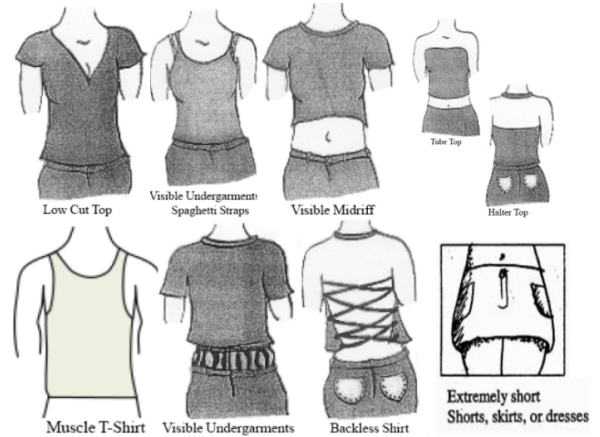 Low Cut Top
Visible Undergarments
Spaghetti Straps
Visible Midriff
Tube Top
Halter Top
Muscle T-Shirt
Visible Undergarments
Backless Shirt
Extremely short
Shorts, skirts, or dresses